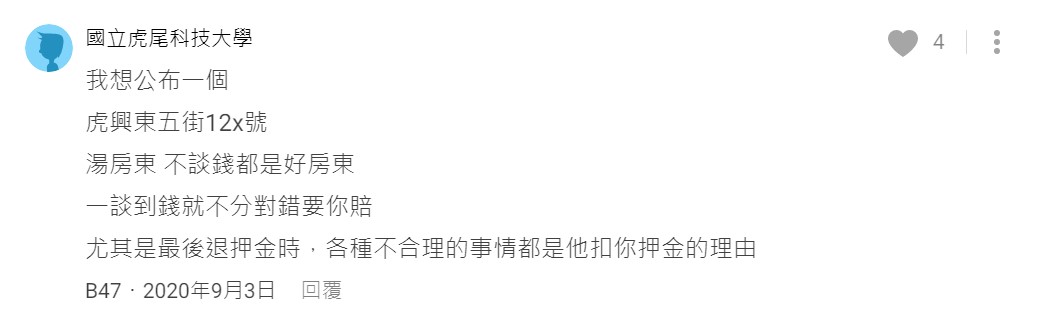 國立虎尾科技大學
4
我想公布一個
虎興東五街12x號
湯房東 不談錢都是好房東
一談到錢就不分對錯要你賠
尤其是最後退押金時，各種不合理的事情都是他扣你押金的理由
B47・2020年9月3日 回覆